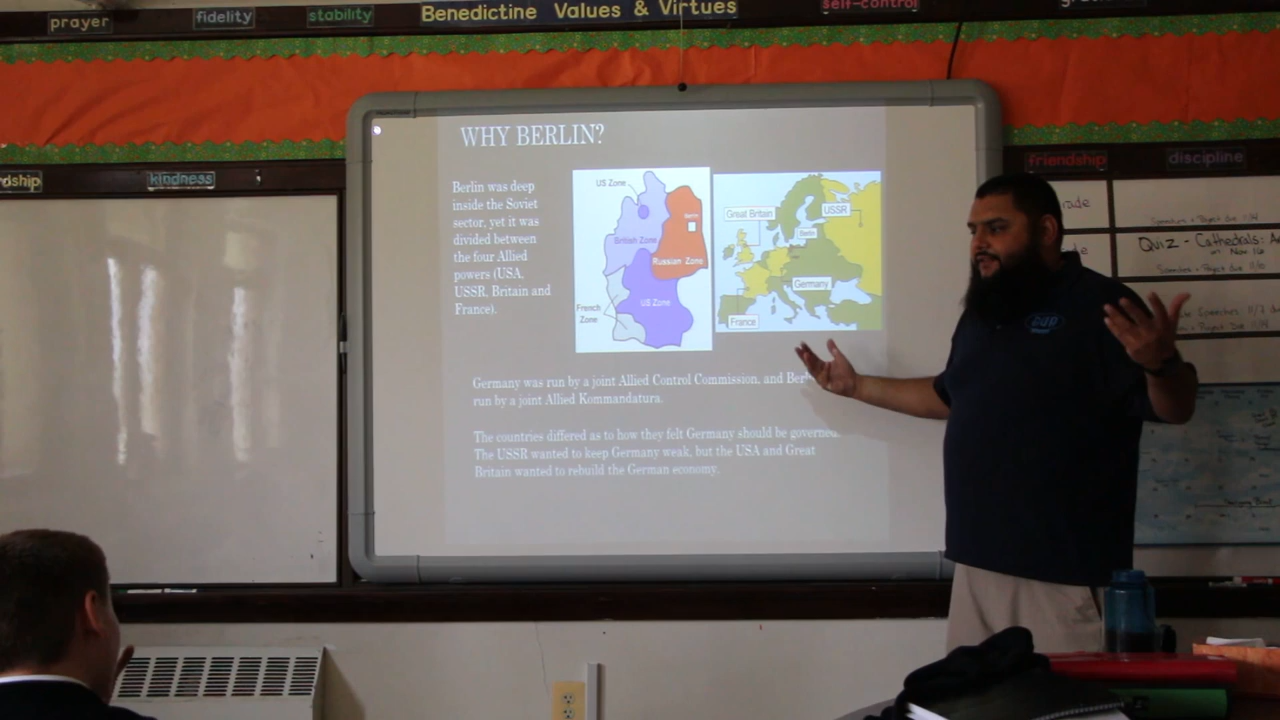 prayer
fidelity
stability
Benedictine Values & Virtues
self-control
kindness
friendship
discipline
WHY BERLIN?
Berlin was deep
inside the Soviet
sector, yet it was
divided between
the four Allied
powers (USA,
USSR, Britain and
France).
US Zone
British Zone
Berlin
Russian Zone
US Zone
French
Zone
Great Britain
USSR
Berlin
Germany
France
Germany was run by a joint Allied Control Commission, and
run by a joint Allied Kommandatura.
The countries differed as to how they felt Germany should be governed.
The USSR wanted to keep Germany weak, but the USA and Great
Britain wanted to rebuild the German economy.
Quiz - Cathedrals: